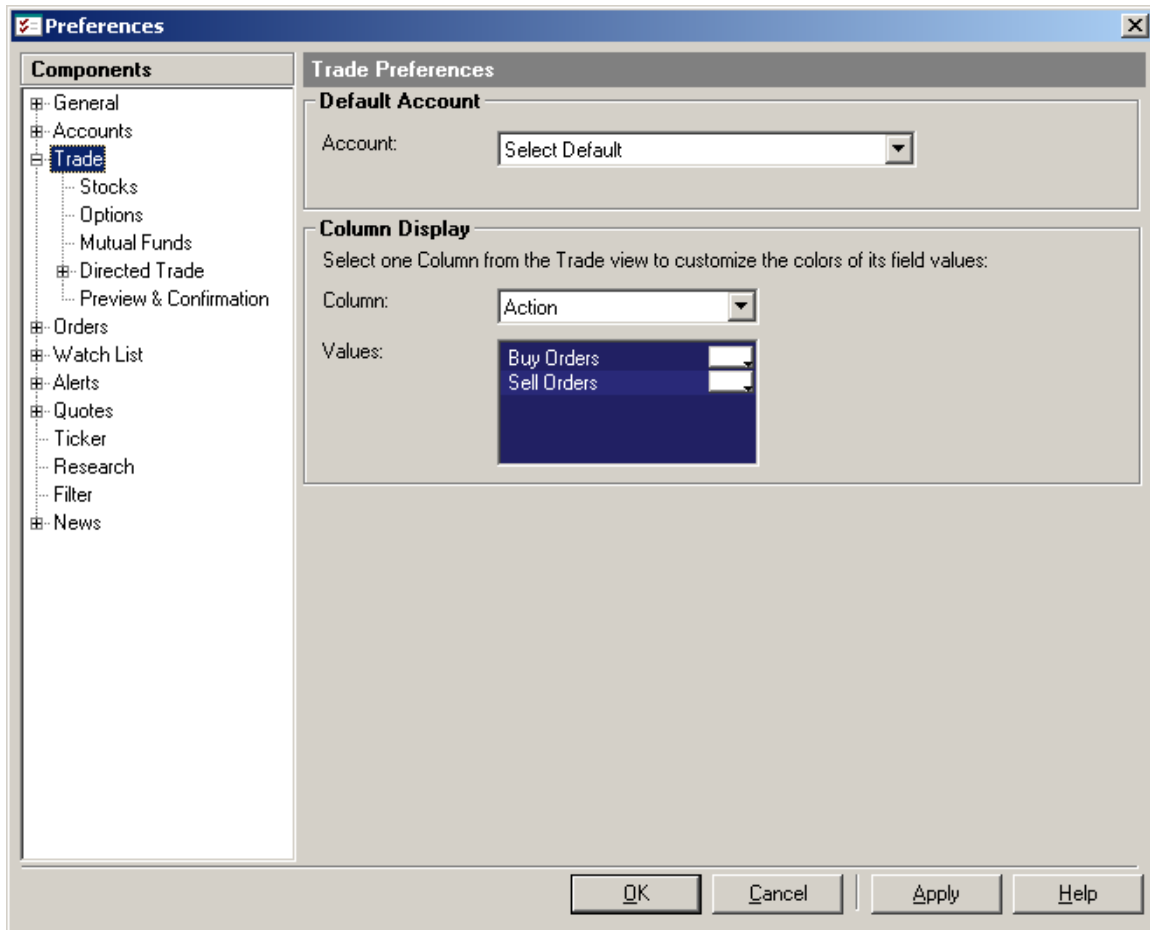 Preferences
Components
General
Accounts
Trade
Stocks
Options
Mutual Funds
Directed Trade
Preview & Confirmation
Orders
Watch List
Alerts
Quotes
Ticker
Research
Filter
News
Trade Preferences
Default Account
Account: Select Default
Column Display
Select one Column from the Trade view to customize the colors of its field values:
Column: Action
Values: Buy Orders
Sell Orders
OK Cancel Apply Help